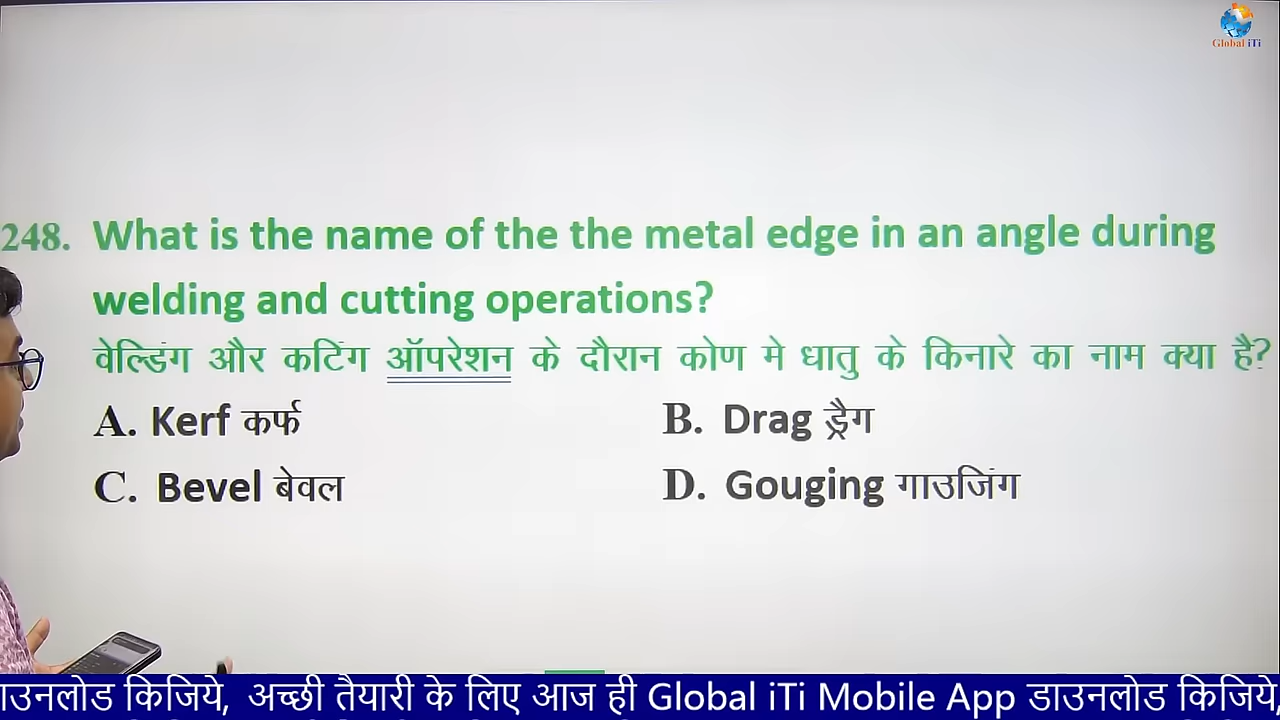 Global iTi
248. What is the name of the the metal edge in an angle during
welding and cutting operations?
वेल्डिंग और कटिंग ऑपरेशन के दौरान कोण मे धातु के किनारे का नाम क्या है?
A. Kerf कर्फ
B. Drag ड्रैग
C. Bevel बेवल
D. Gouging गाउजिंग
ाउनलोड किजिये, अच्छी तैयारी के लिए आज ही Global iTi Mobile App डाउनलोड किजिये,